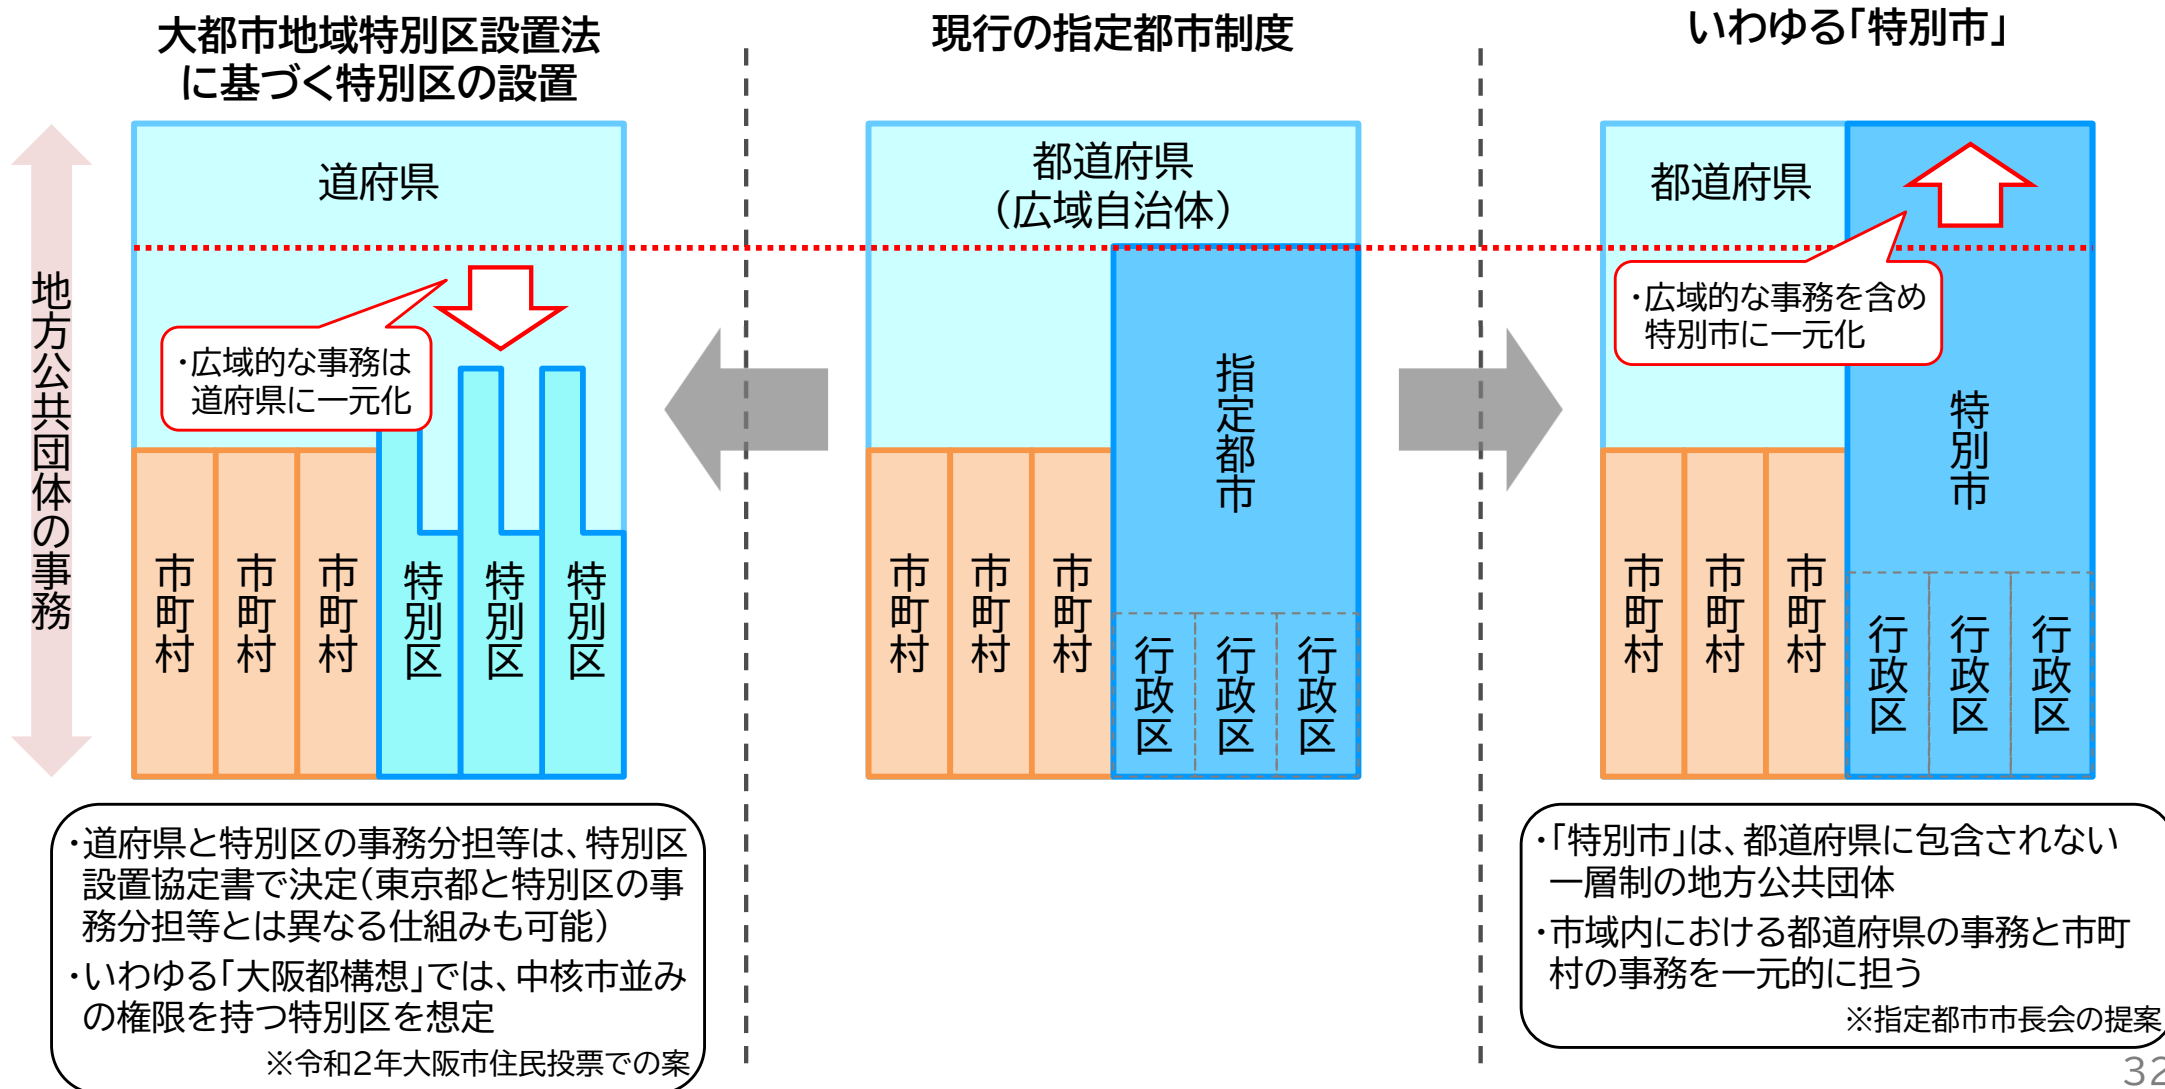 大都市地域特別区設置法
に基づく特別区の設置
現行の指定都市制度
いわゆる「特別市」
地方公共団体の事務
道府県
・広域的な事務は
道府県に一元化
市町村
市町村
市町村
特別区
特別区
特別区
都道府県
（広域自治体）
指定都市
市町村
市町村
市町村
行政区
行政区
行政区
都道府県
・広域的な事務を含め
特別市に一元化
特別市
市町村
市町村
市町村
行政区
行政区
行政区
・道府県と特別区の事務分担等は、特別区
設置協定書で決定（東京都と特別区の事
務分担等とは異なる仕組みも可能）
・いわゆる「大阪都構想」では、中核市並み
の権限を持つ特別区を想定
※令和2年大阪市住民投票での案
・「特別市」は、都道府県に包含されない
一層制の地方公共団体
・市域内における都道府県の事務と市町
村の事務を一元的に担う
※指定都市市長会の提案
32